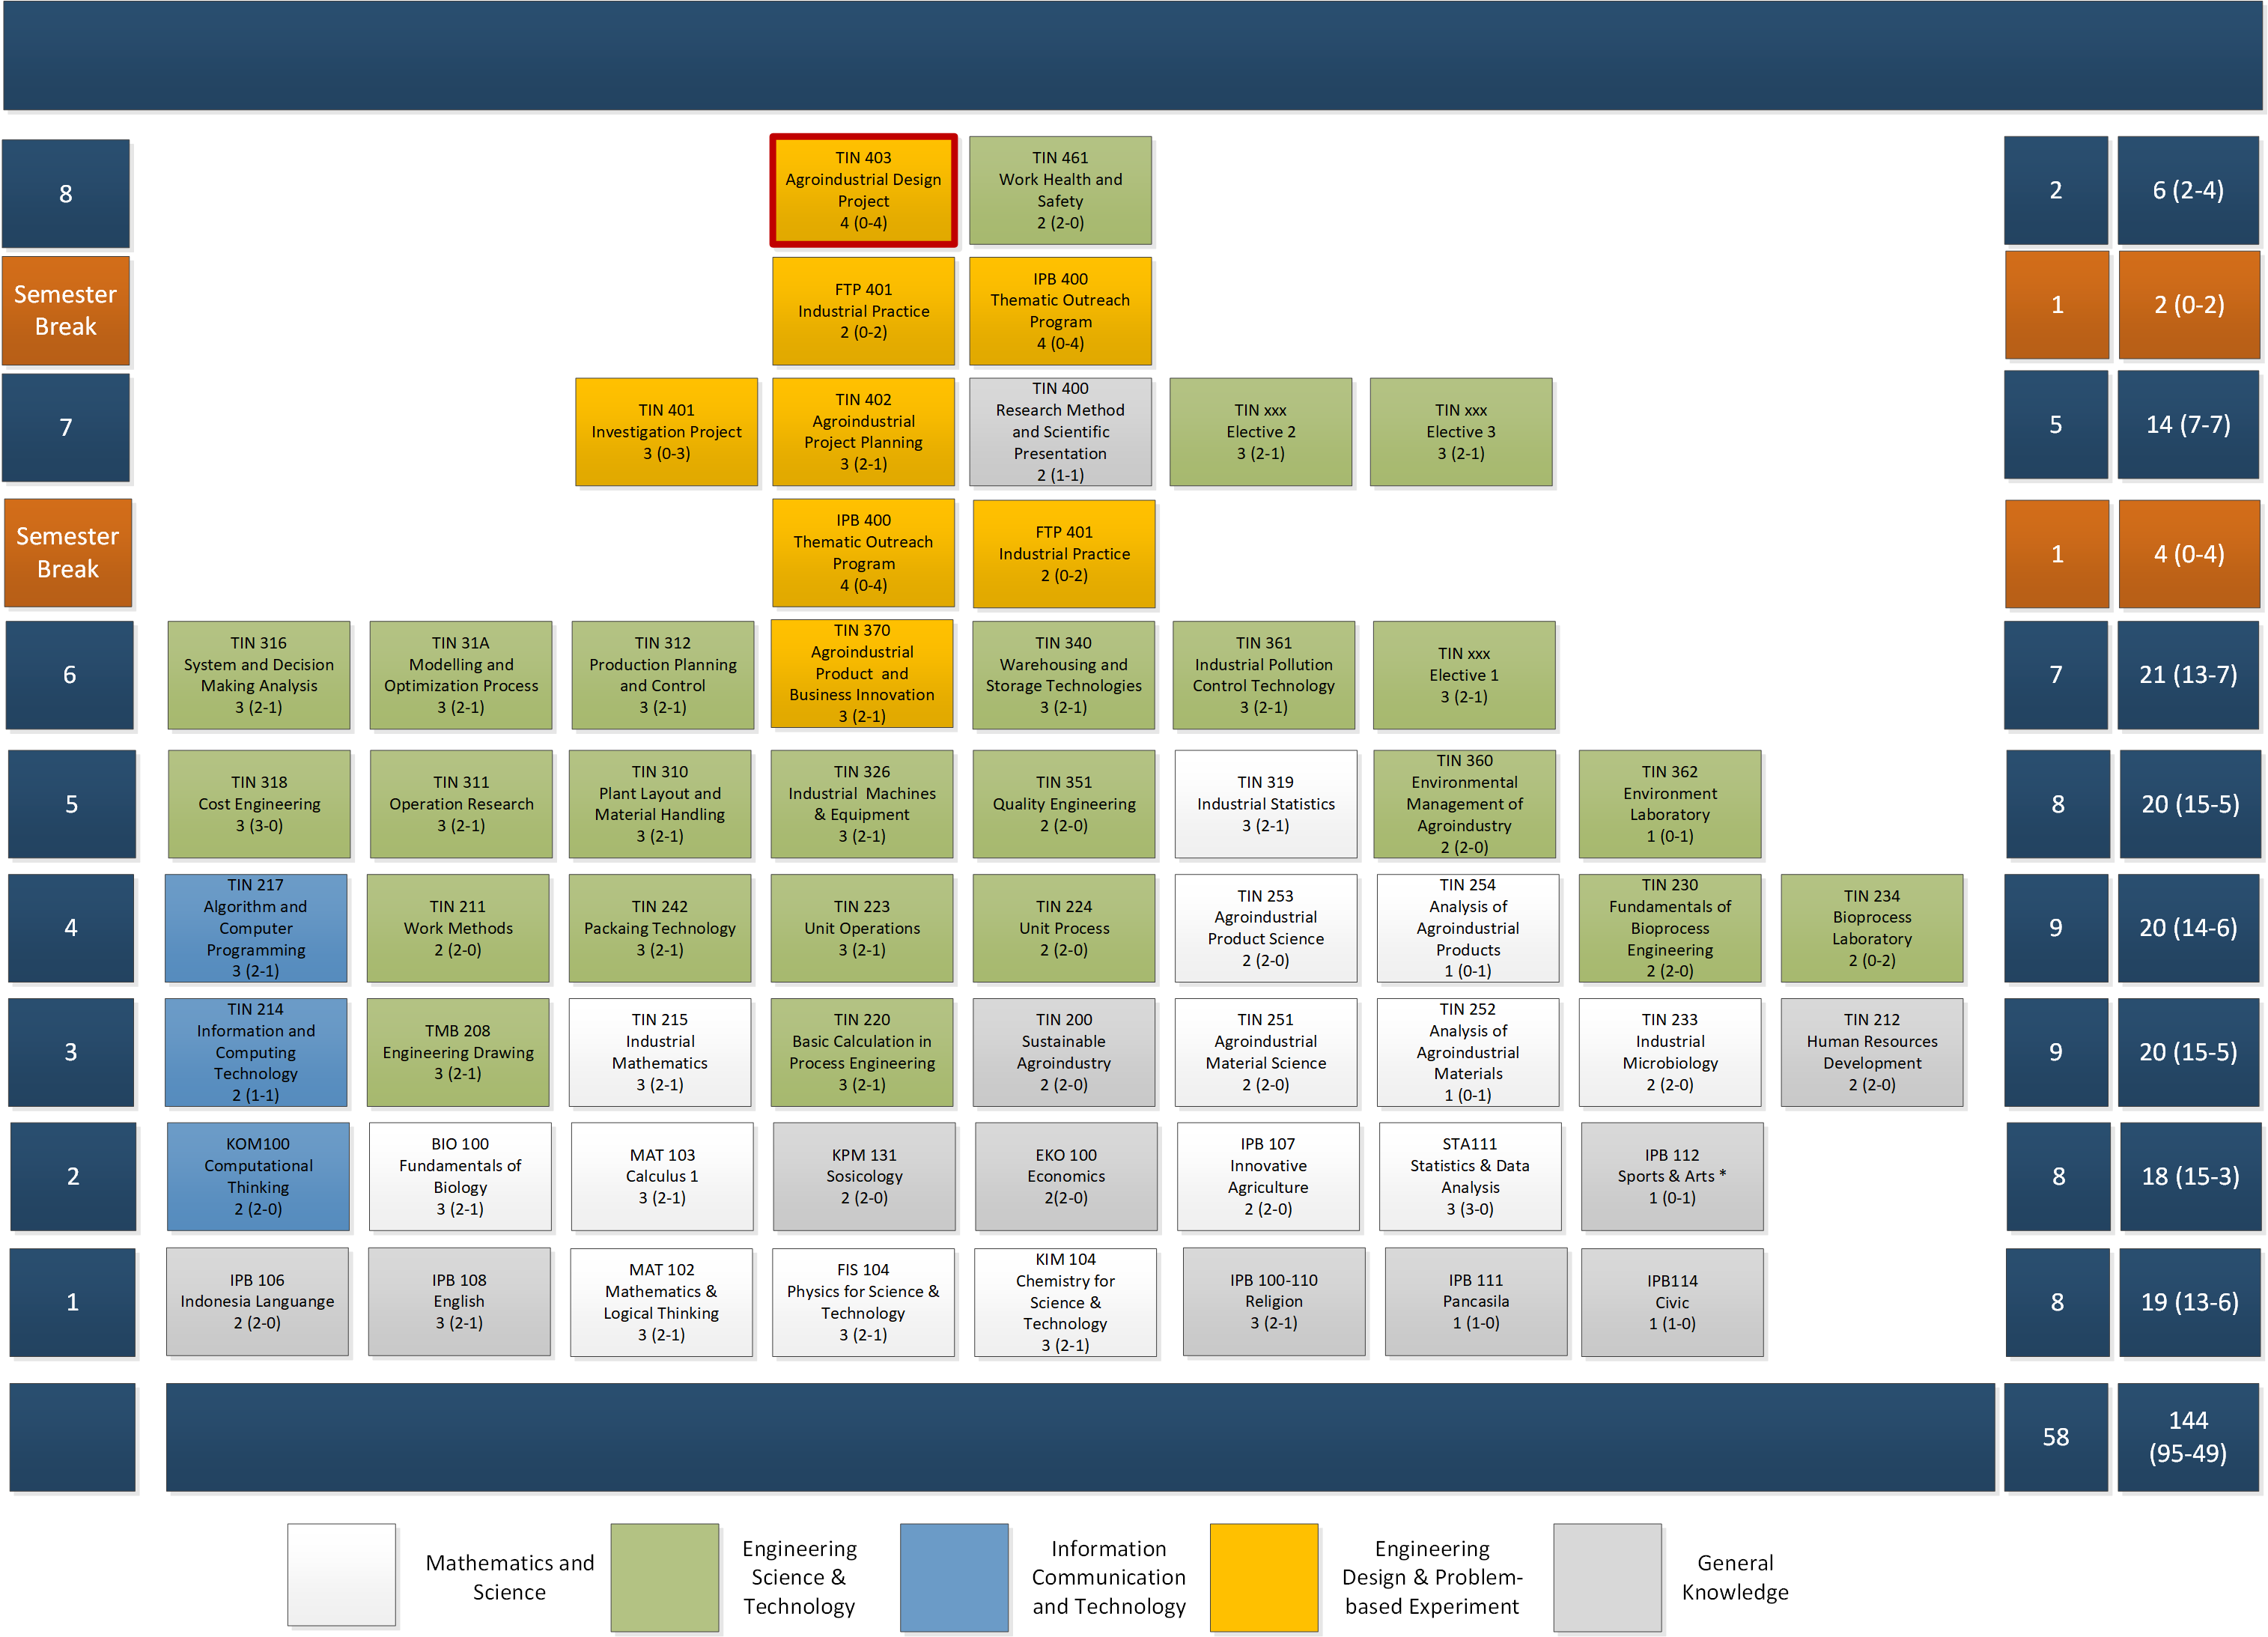 8
TIN 403
Agroindustrial Design
Project
4 (0-4)
TIN 461
Work Health and
Safety
2 (2-0)
2
6 (2-4)
Semester
Break
FTP 401
Industrial Practice
2 (0-2)
IPB 400
Thematic Outreach
Program
4 (0-4)
1
2 (0-2)
7
TIN 401
Investigation Project
3 (0-3)
TIN 402
Agroindustrial
Project Planning
3 (2-1)
TIN 400
Research Method
and Scientific
Presentation
2 (1-1)
TIN xxx
Elective 2
3 (2-1)
TIN xxx
Elective 3
3 (2-1)
5
14 (7-7)
Semester
Break
IPB 400
Thematic Outreach
Program
4 (0-4)
FTP 401
Industrial Practice
2 (0-2)
1
4 (0-4)
6
TIN 316
System and Decision
Making Analysis
3 (2-1)
TIN 31A
Modelling and
Optimization Process
3 (2-1)
TIN 312
Production Planning
and Control
3 (2-1)
TIN 370
Agroindustrial
Product and
Business Innovation
3 (2-1)
TIN 340
Warehousing and
Storage Technologies
3 (2-1)
TIN 361
Industrial Pollution
Control Technology
3 (2-1)
TIN xxx
Elective 1
3 (2-1)
7
21 (13-7)
5
TIN 318
Cost Engineering
3 (3-0)
TIN 311
Operation Research
3 (2-1)
TIN 310
Plant Layout and
Material Handling
3 (2-1)
TIN 326
Industrial Machines
& Equipment
3 (2-1)
TIN 351
Quality Engineering
2 (2-0)
TIN 319
Industrial Statistics
3 (2-1)
TIN 360
Environmental
Management of
Agroindustry
2 (2-0)
TIN 362
Environment
Laboratory
1 (0-1)
8
20 (15-5)
4
TIN 217
Algorithm and
Computer
Programming
3 (2-1)
TIN 211
Work Methods
2 (2-0)
TIN 242
Packaing Technology
3 (2-1)
TIN 223
Unit Operations
3 (2-1)
TIN 224
Unit Process
2 (2-0)
TIN 253
Agroindustrial
Product Science
2 (2-0)
TIN 254
Analysis of
Agroindustrial
Products
1 (0-1)
TIN 230
Fundamentals of
Bioprocess
Engineering
2 (2-0)
TIN 234
Bioprocess
Laboratory
2 (0-2)
9
20 (14-6)
3
TIN 214
Information and
Computing
Technology
2 (1-1)
TMB 208
Engineering Drawing
3 (2-1)
TIN 215
Industrial
Mathematics
3 (2-1)
TIN 220
Basic Calculation in
Process Engineering
3 (2-1)
TIN 200
Sustainable
Agroindustry
2 (2-0)
TIN 251
Agroindustrial
Material Science
2 (2-0)
TIN 252
Analysis of
Agroindustrial
Materials
1 (0-1)
TIN 233
Industrial
Microbiology
2 (2-0)
TIN 212
Human Resources
Development
2 (2-0)
9
20 (15-5)
2
KOM100
Computational
Thinking
2 (2-0)
BIO 100
Fundamentals of
Biology
3 (2-1)
MAT 103
Calculus 1
3 (2-1)
KPM 131
Sosicology
2 (2-0)
EKO 100
Economics
2(2-0)
IPB 107
Innovative
Agriculture
2 (2-0)
STA111
Statistics & Data
Analysis
3 (3-0)
IPB 112
Sports & Arts *
1 (0-1)
8
18 (15-3)
1
IPB 106
Indonesia Languange
2 (2-0)
IPB 108
English
3 (2-1)
MAT 102
Mathematics &
Logical Thinking
3 (2-1)
FIS 104
Physics for Science &
Technology
3 (2-1)
KIM 104
Chemistry for
Science &
Technology
3 (2-1)
IPB 100-110
Religion
3 (2-1)
IPB 111
Pancasila
1 (1-0)
IPB114
Civic
1 (1-0)
8
19 (13-6)
58
144
(95-49)
Mathematics and
Science
Engineering
Science &
Technology
Information
Communication
and Technology
Engineering
Design & Problem-
based Experiment
General
Knowledge